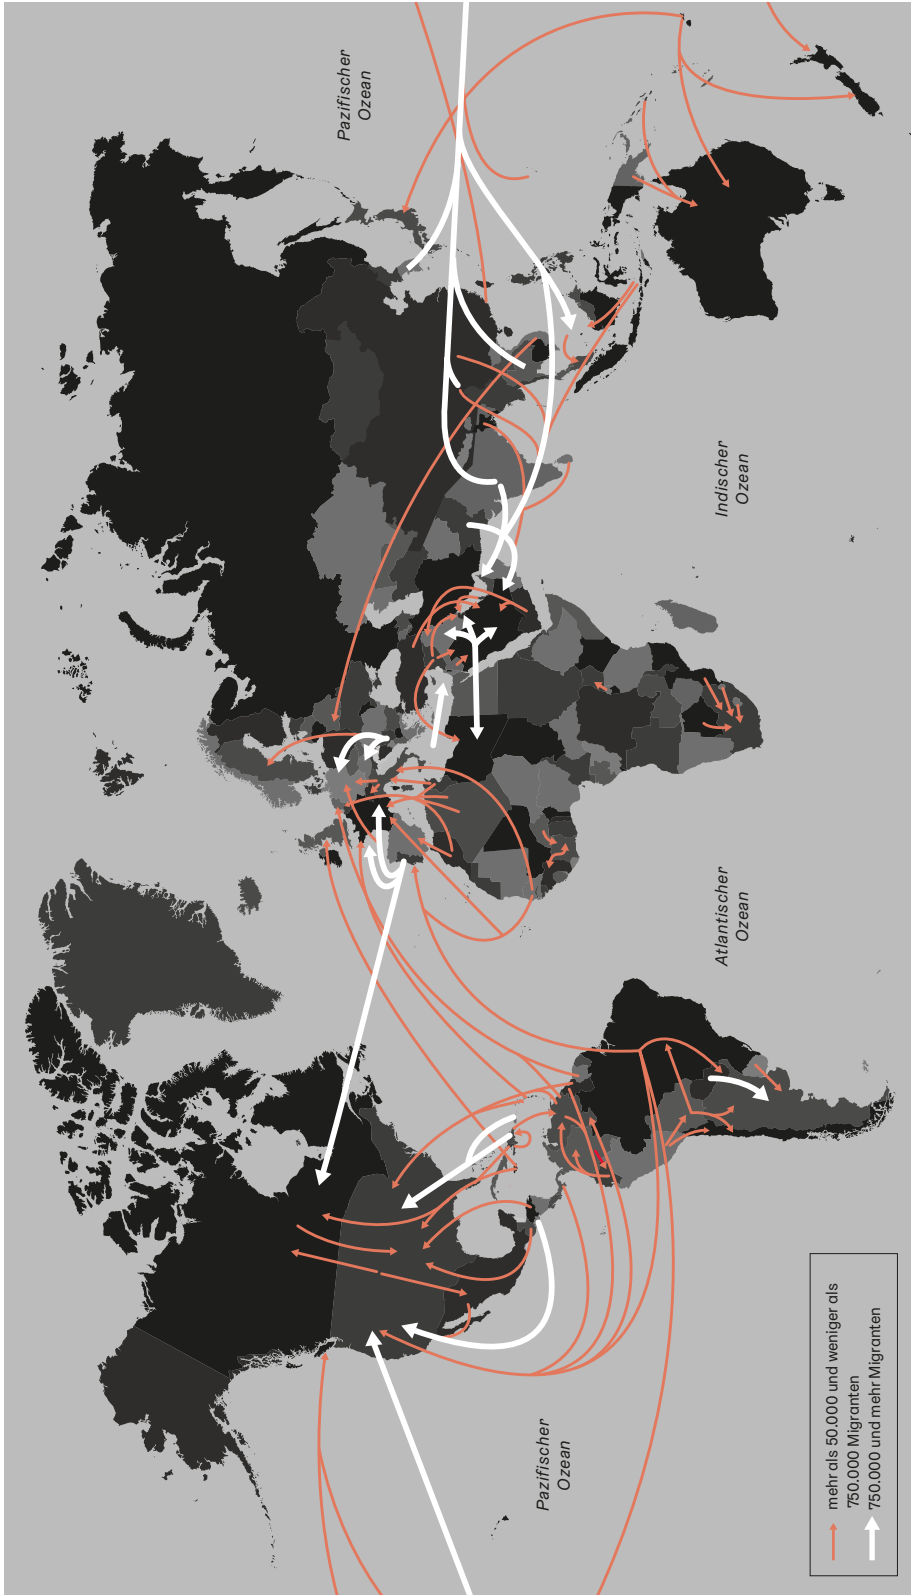 Pazifischer
Ozean
Atlantischer
Ozean
Indischer
Ozean
Pazifischer
Ozean
mehr als 50.000 und weniger als
750.000 Migranten
750.000 und mehr Migranten